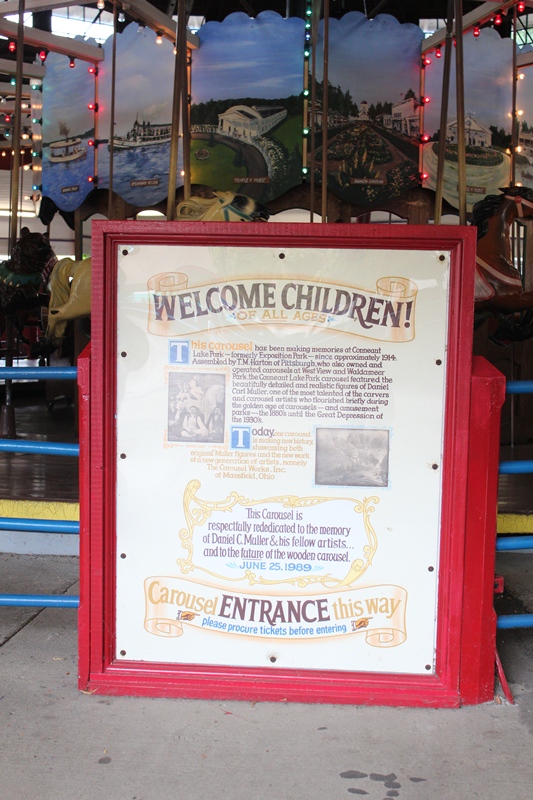 WELCOME CHILDREN!
OF ALL AGES
This carousel has been making memories at Conneaut
Lake Park—formerly Exposition Park—since approximately 1914.
Assembled by T.M. Harton of Pittsburgh, who also owned and
operated carousels at West View and Waldameer
Park, the Conneaut Lake Park carousel featured the
beautifully detailed and realistic figures of Daniel
Carl Muller, one of the most talented of the carvers
and carousel artists who flourished briefly during
the golden age of carousels—and amusement
parks—the 1880's until the Great Depression of
the 1930's.
Today, our carousel
is making new history,
showcasing both
original Muller figures and the new work
of a new generation of artists, namely
The Carousel Works, Inc.
of Mansfield, Ohio
This Carousel is
respectfully rededicated to the memory
of Daniel C. Muller & his fellow artists...
and to the future of the wooden carousel.
JUNE 25, 1989
Carousel ENTRANCE this way
please procure tickets before entering